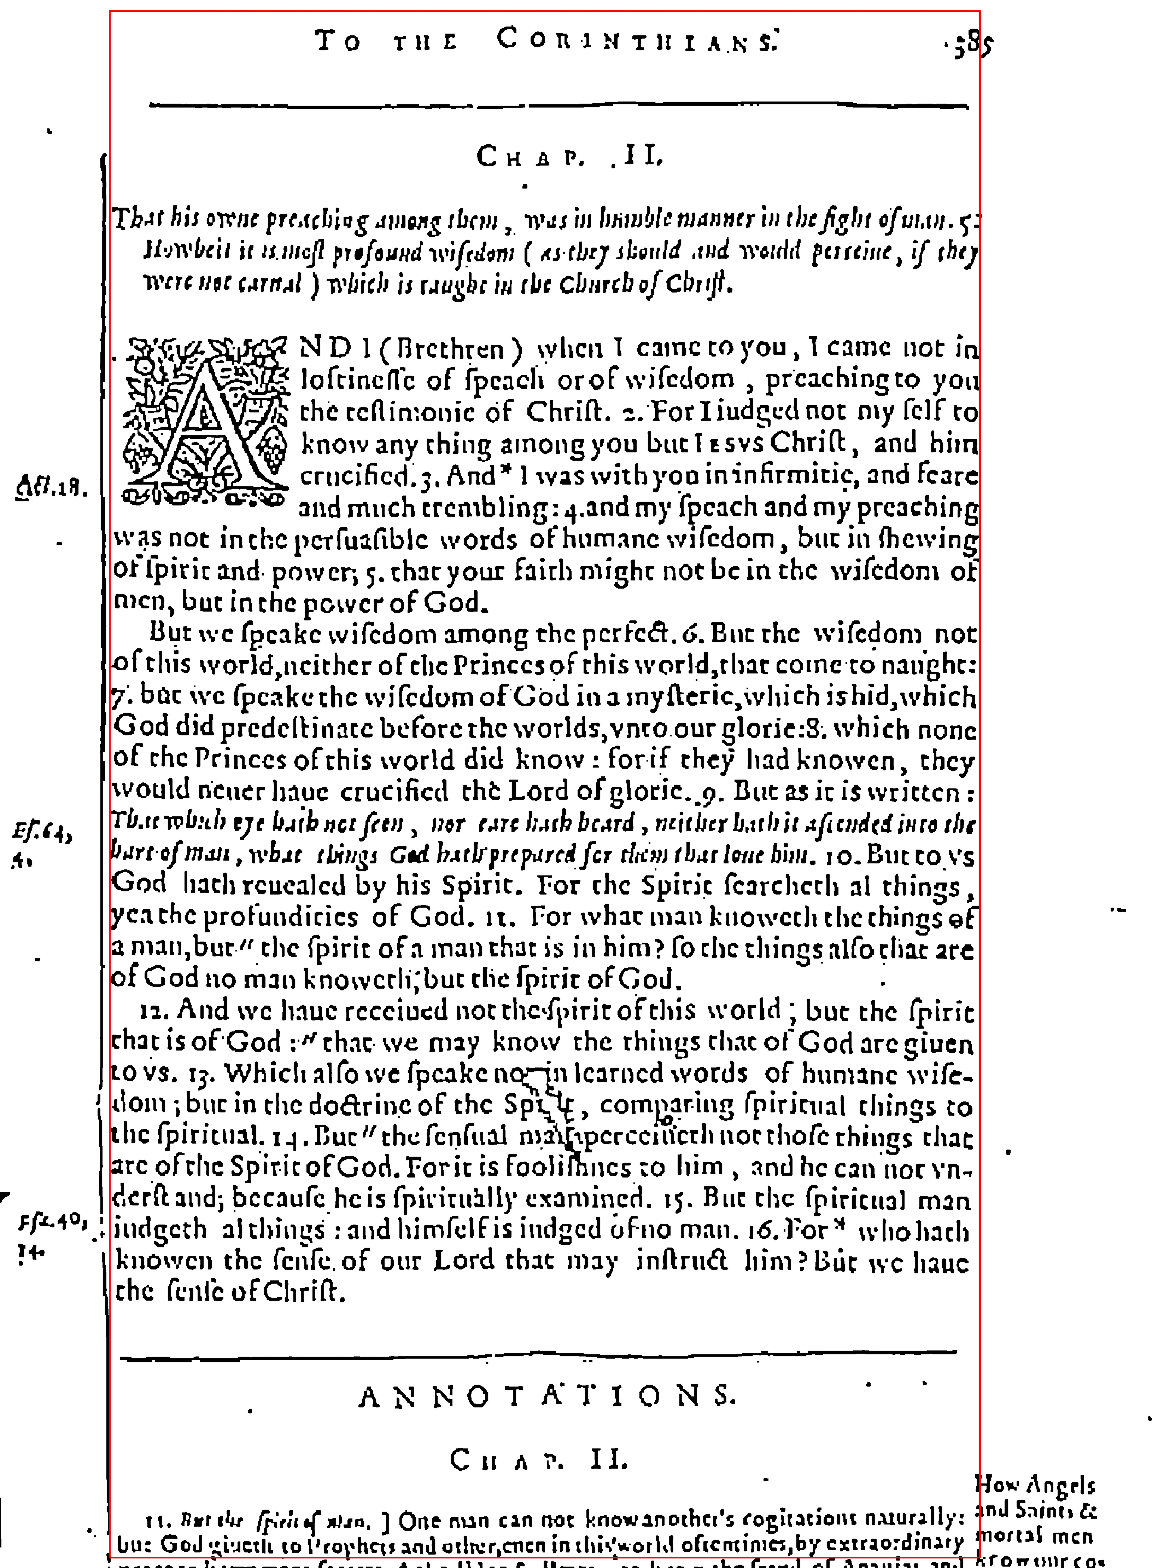 TO THE CORINTHIANS. 385
CHAP. II.
That his owne preaching among them, was in humble manner in the sight of man. 5:
Howbeit it is most profound wisedom (as they should and would perceiue, if they
were not carnal) which is taught in the Church of Christ.
AND I (Brethren) when I came to you, I came not in
loftinesse of speach or of wisedom, preaching to you
the testimonie of Christ. 2. For I iudged not my self to
know any thing among you but IESVS Christ, and him
crucified. 3. And* I was with you in infirmitie, and feare
Act. 18.
and much trembling: 4. and my speach and my preaching
was not in the persuasible words of humane wisedom, but in shewing
of spirit and power; 5. that your faith might not be in the wisedom of
men, but in the power of God.
But we speake wisedom among the perfect. 6. But the wisedom not
of this world, neither of the Princes of this world, that come to naught:
7. but we speake the wisedom of God in a mysterie, which is hid, which
God did predestinate before the worlds, vnto our glorie: 8. which none
of the Princes of this world did know: for if they had knowen, they
would neuer haue crucified the Lord of glorie. 9. But as it is written:
Es. 64,
4.
That which eye hath not seen, nor eare hath heard, neither hath it ascended into the
hart of man, what things God hath prepared for them that loue him. 10. But to vs
God hath reuealed by his Spirit. For the Spirit searcheth al things,
yea the profundities of God. 11. For what man knoweth the things of
a man, but " the spirit of a man that is in him? so the things also that are
of God no man knoweth, but the spirit of God.
12. And we haue receiued not the spirit of this world; but the spirit
that is of God: " that we may know the things that of God are giuen
to vs. 13. Which also we speake not in learned words of humane wise-
dom; but in the doctrine of the Spirit, comparing spiritual things to
the spiritual. 14. But " the sensual man perceiueth not those things that
are of the Spirit of God. For it is foolishnes to him, and he can not vn-
derstand; because he is spiritually examined. 15. But the spiritual man
iudgeth al things: and himself is iudged of no man. 16. For* who hath
Esa. 40,
14.
knowen the sense of our Lord that may instruct him? But we haue
the sense of Christ.
ANNOTATIONS.
CHAP. II.
11. But the spirit of man.] One man can not know another's cogitations naturally:
but God giueth to Prophets and other, euen in this world oftentimes, by extraordinary
How Angels
and Saints &
mortal men
know our co-